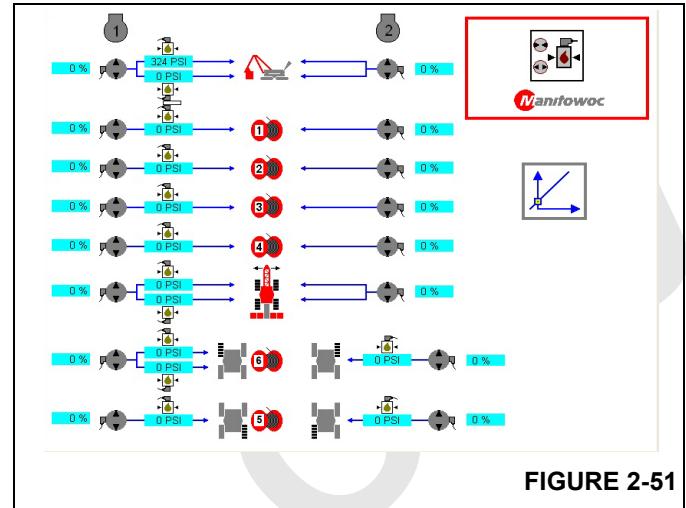 1 2
324 PSI
0 % 0 PSI 0 %
Manitowoc
0 % 0 PSI 1 0 %
0 % 0 PSI 2 0 %
0 % 0 PSI 3 0 %
0 % 0 PSI 4 0 %
0 PSI
0 % 0 PSI 0 %
0 PSI
0 % 0 PSI 6 0 PSI 0 %
0 % 0 PSI 5 0 PSI 0 %
FIGURE 2-51